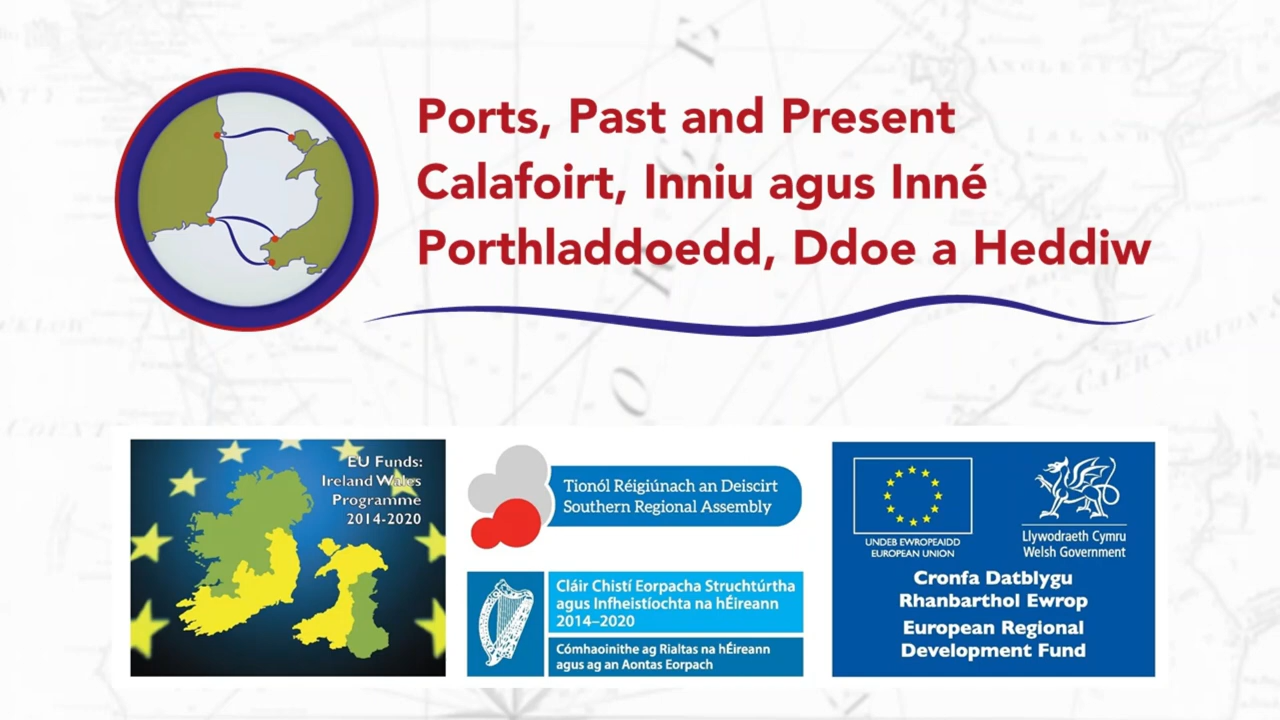 Ports, Past and Present
Calafoirt, Inniu agus Inné
Porthladdoedd, Ddoe a Heddiw
EU Funds:
Ireland Wales
Programme
2014-2020
Tionól Réigiúnach an Deiscirt
Southern Regional Assembly
Cláir Chistí Eorpacha Struchtúrtha
agus Infheistíochta na hÉireann
2014–2020
Cómhaoinithe ag Rialtas na hÉireann
agus ag an Aontas Eorpach
UNDEB EWROPEAIDD
EUROPEAN UNION
Llywodraeth Cymru
Welsh Government
Cronfa Datblygu
Rhanbarthol Ewrop
European Regional
Development Fund